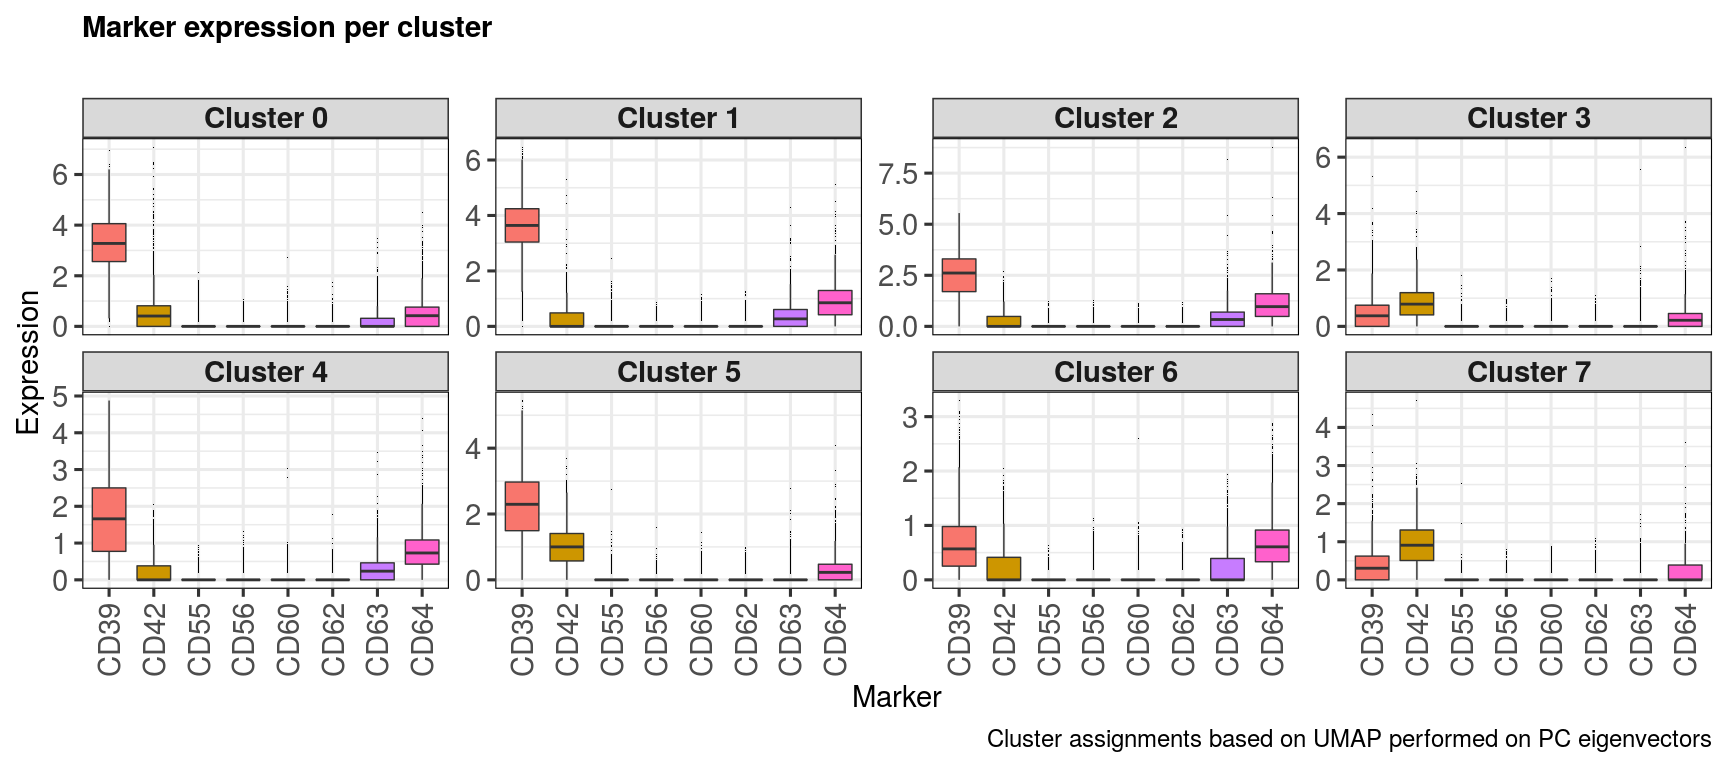 Marker expression per cluster
Cluster 0
Cluster 1
Cluster 2
Cluster 3
6
4
2
0
6
4
2
0
7.5
5.0
2.5
0.0
6
4
2
0
Expression
Cluster 4
Cluster 5
Cluster 6
Cluster 7
5
4
3
2
1
0
4
2
0
3
2
1
0
4
3
2
1
0
CD39 CD42 CD55 CD56 CD60 CD62 CD63 CD64
CD39 CD42 CD55 CD56 CD60 CD62 CD63 CD64
CD39 CD42 CD55 CD56 CD60 CD62 CD63 CD64
CD39 CD42 CD55 CD56 CD60 CD62 CD63 CD64
Marker
Cluster assignments based on UMAP performed on PC eigenvectors